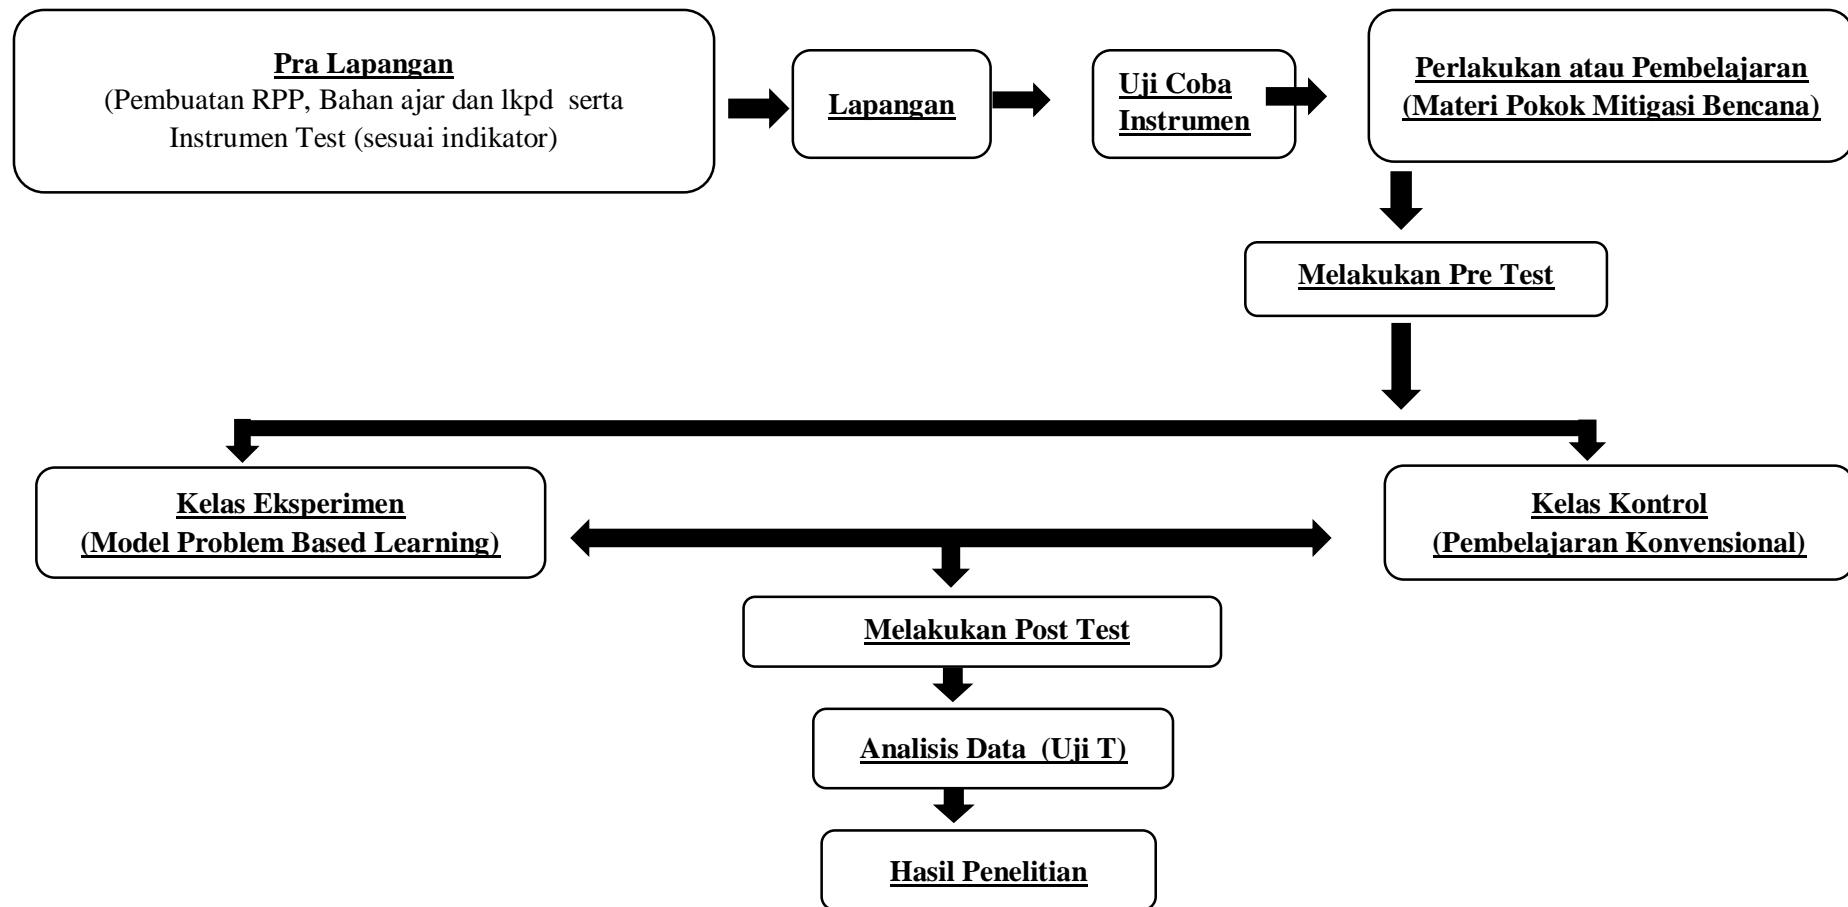 Pra Lapangan
(Pembuatan RPP, Bahan ajar dan lkpd serta
Instrumen Test (sesuai indikator)
Lapangan
Uji Coba
Instrumen
Perlakukan atau Pembelajaran
(Materi Pokok Mitigasi Bencana)
Melakukan Pre Test
Kelas Eksperimen
(Model Problem Based Learning)
Kelas Kontrol
(Pembelajaran Konvensional)
Melakukan Post Test
Analisis Data (Uji T)
Hasil Penelitian